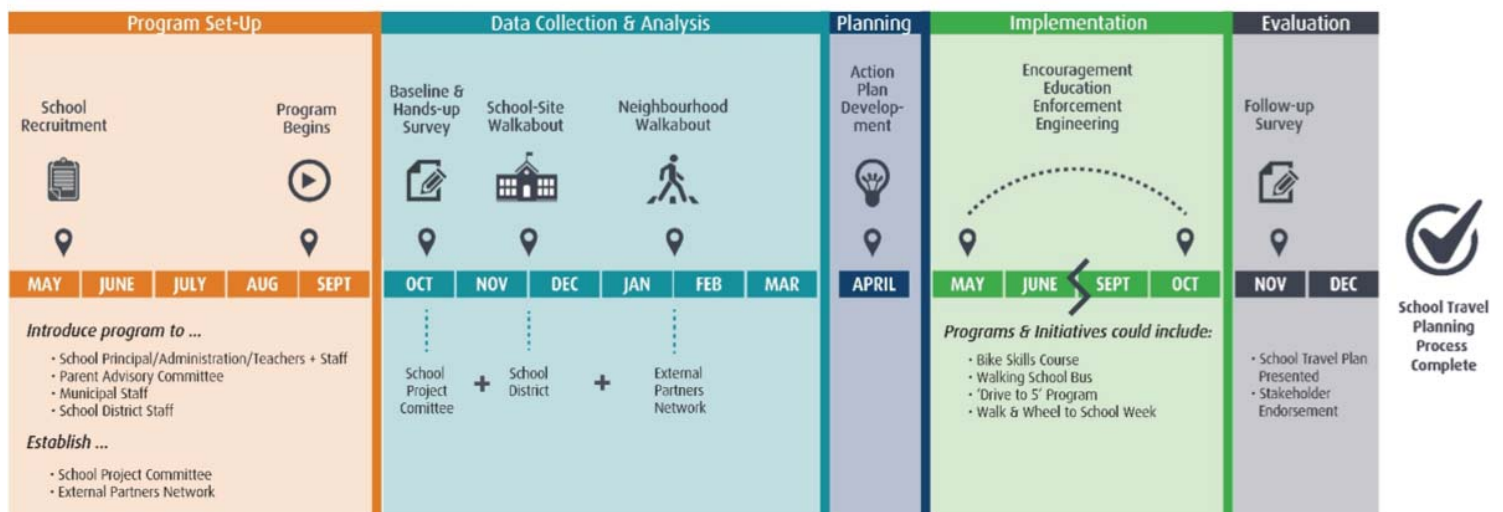 Program Set-Up
Data Collection & Analysis
Planning
Implementation
Evaluation
School
Recruitment
Program
Begins
Baseline &
Hands-up
Survey
School-Site
Walkabout
Neighbourhood
Walkabout
Action
Plan
Develop-
ment
Encouragement
Education
Enforcement
Engineering
Follow-up
Survey
MAY JUNE JULY AUG SEPT
OCT NOV DEC JAN FEB MAR
APRIL
MAY JUNE SEPT OCT
NOV DEC
Introduce program to ...
· School Principal/Administration/Teachers + Staff
· Parent Advisory Committee
· Municipal Staff
· School District Staff
Establish ...
· School Project Committee
· External Partners Network
School
Project
Comittee
+
School
District
+
External
Partners
Network
Programs & Initiatives could include:
· Bike Skills Course
· Walking School Bus
· 'Drive to 5' Program
· Walk & Wheel to School Week
· School Travel Plan
Presented
· Stakeholder
Endorsement
School Travel
Planning
Process
Complete